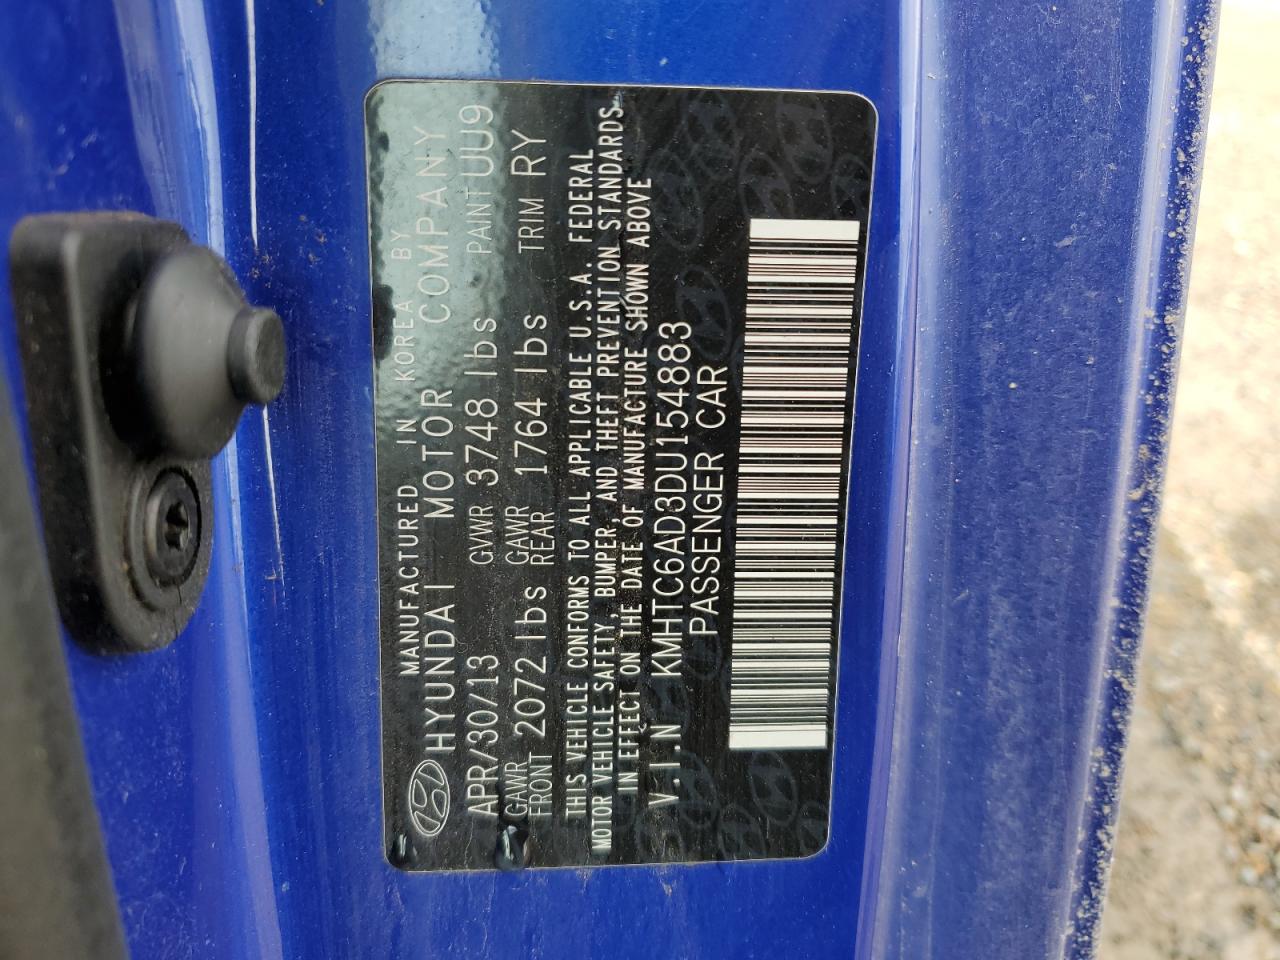 MANUFACTURED IN KOREA BY
HYUNDAI MOTOR COMPANY
APR/30/13 GVWR 3748 lbs PAINT UU9
GAWR FRONT 2072 lbs GAWR REAR 1764 lbs TRIM RY
THIS VEHICLE CONFORMS TO ALL APPLICABLE U.S.A. FEDERAL
MOTOR VEHICLE SAFETY, BUMPER, AND THEFT PREVENTION STANDARDS
IN EFFECT ON THE DATE OF MANUFACTURE SHOWN ABOVE
V.I.N KMHTC6AD3DU154883
PASSENGER CAR